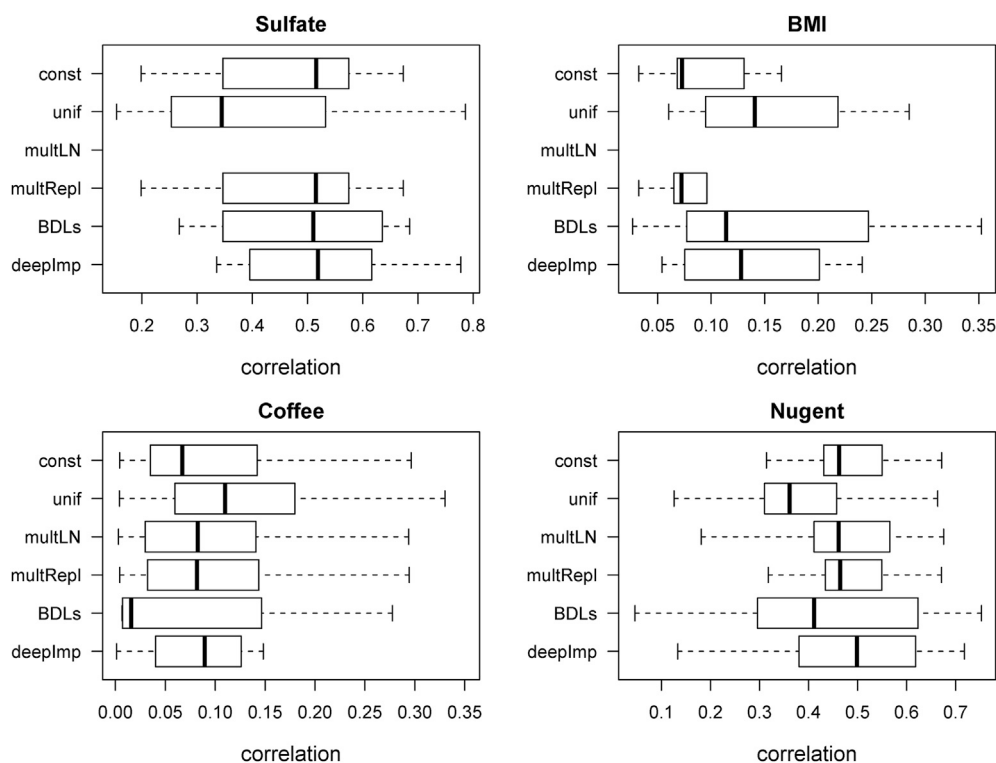 Sulfate
const
unif
multLN
multRepl
BDLs
deepImp
0.2 0.3 0.4 0.5 0.6 0.7 0.8
correlation
BMI
const
unif
multLN
multRepl
BDLs
deepImp
0.05 0.10 0.15 0.20 0.25 0.30 0.35
correlation
Coffee
const
unif
multLN
multRepl
BDLs
deepImp
0.00 0.05 0.10 0.15 0.20 0.25 0.30 0.35
correlation
Nugent
const
unif
multLN
multRepl
BDLs
deepImp
0.1 0.2 0.3 0.4 0.5 0.6 0.7
correlation